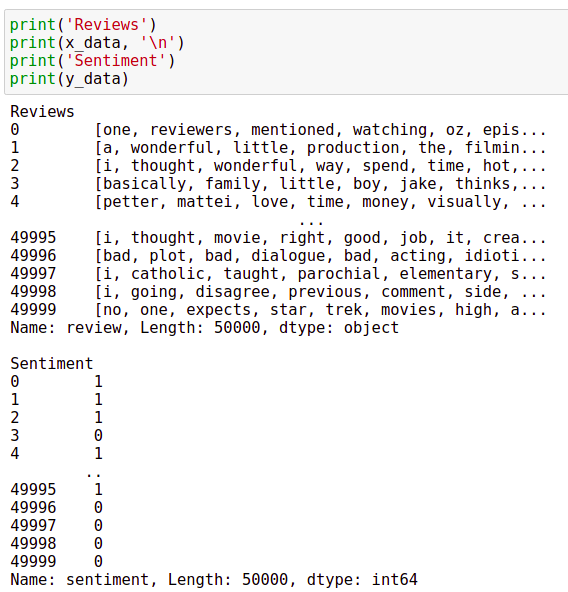 print('Reviews')
print(x_data, '\n')
print('Sentiment')
print(y_data)
Reviews
0        [one, reviewers, mentioned, watching, oz, epis...
1        [a, wonderful, little, production, the, filmin...
2        [i, thought, wonderful, way, spend, time, hot,...
3        [basically, family, little, boy, jake, thinks,...
4        [petter, mattei, love, time, money, visually, ...
                               ...
49995    [i, thought, movie, right, good, job, it, crea...
49996    [bad, plot, bad, dialogue, bad, acting, idioti...
49997    [i, catholic, taught, parochial, elementary, s...
49998    [i, going, disagree, previous, comment, side, ...
49999    [no, one, expects, star, trek, movies, high, a...
Name: review, Length: 50000, dtype: object
Sentiment
0        1
1        1
2        1
3        0
4        1
        ..
49995    1
49996    0
49997    0
49998    0
49999    0
Name: sentiment, Length: 50000, dtype: int64